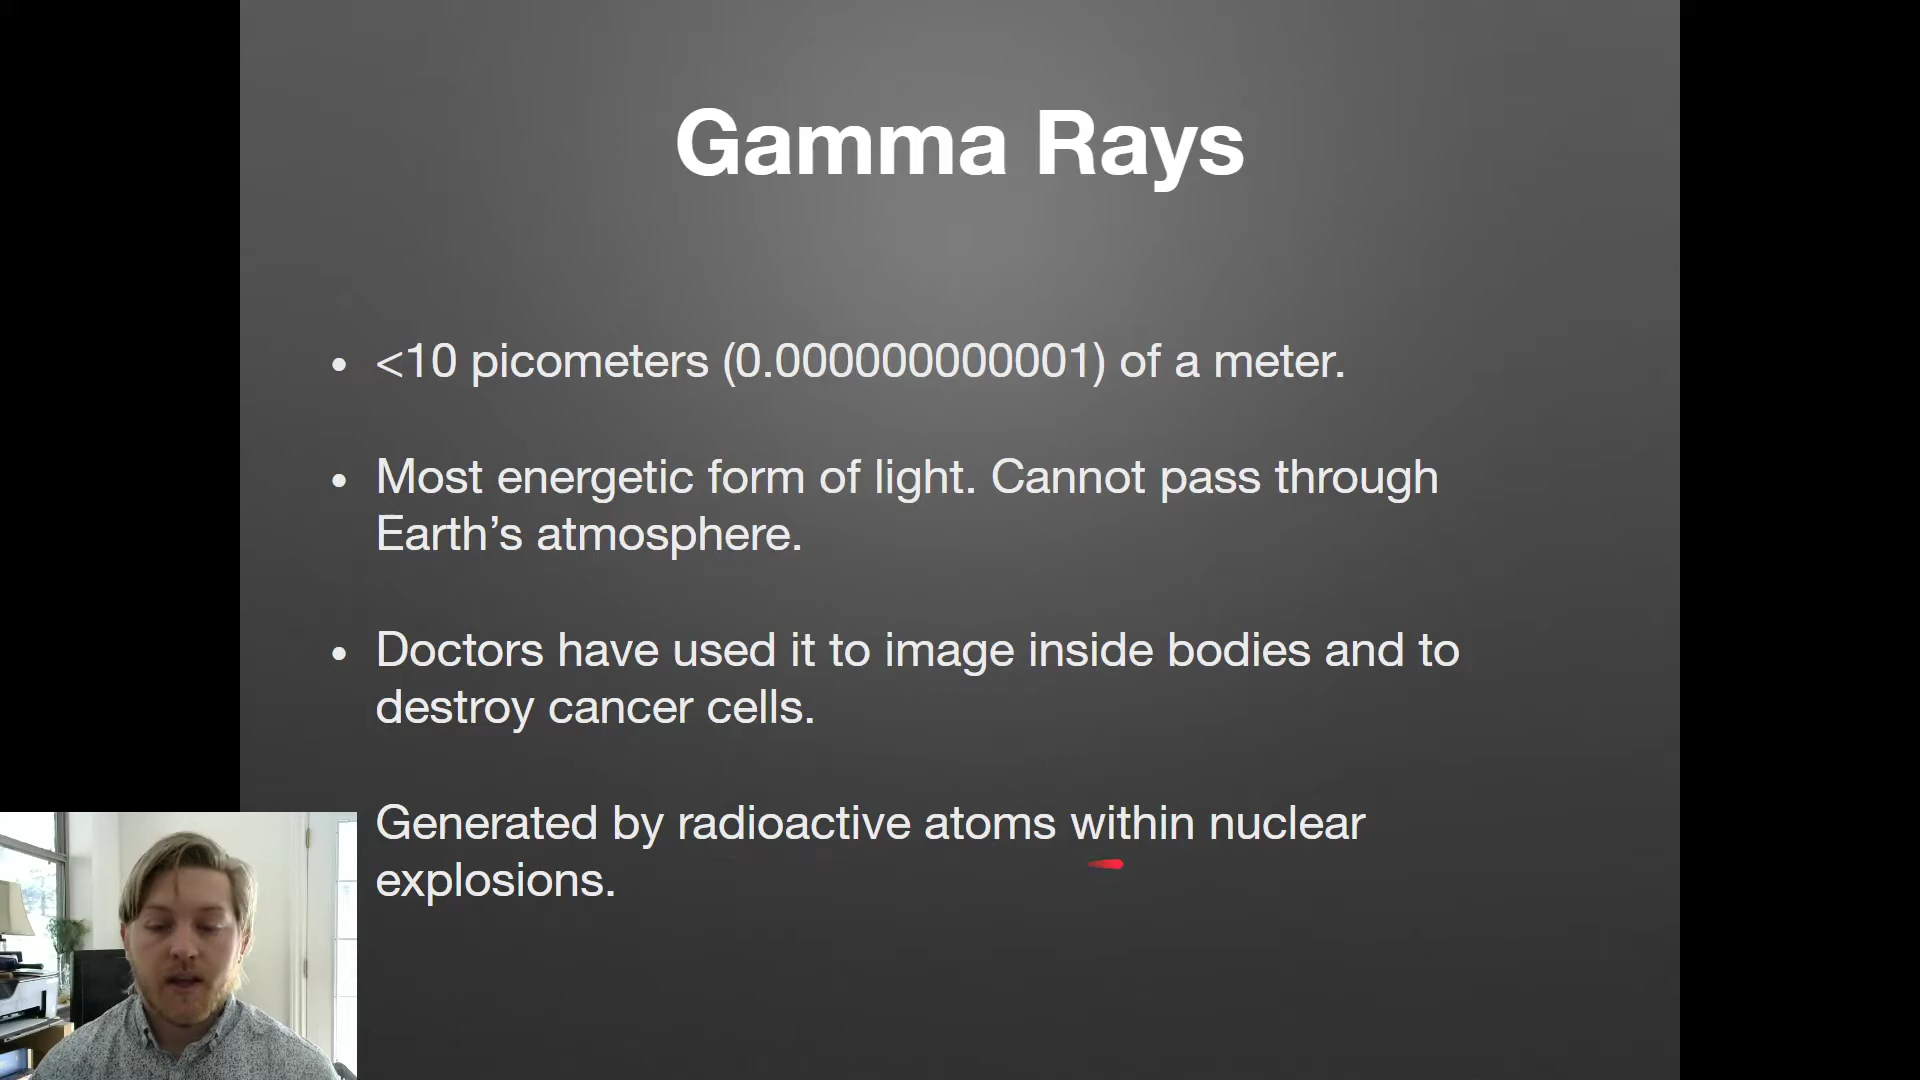 Gamma Rays
• <10 picometers (0.000000000001) of a meter.
• Most energetic form of light. Cannot pass through
Earth’s atmosphere.
• Doctors have used it to image inside bodies and to
destroy cancer cells.
Generated by radioactive atoms within nuclear
explosions.